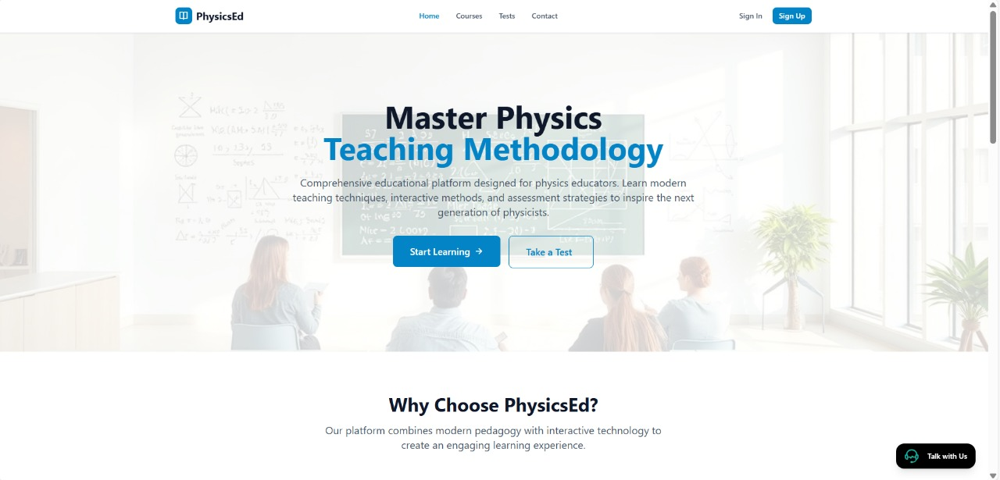 PhysicsEd
Home
Courses
Tests
Contact
Sign In
Sign Up
Master Physics
Teaching Methodology
Comprehensive educational platform designed for physics educators. Learn modern
teaching techniques, interactive methods, and assessment strategies to inspire the next
generation of physicists.
Start Learning →
Take a Test
Why Choose PhysicsEd?
Our platform combines modern pedagogy with interactive technology to
create an engaging learning experience.
Talk with Us